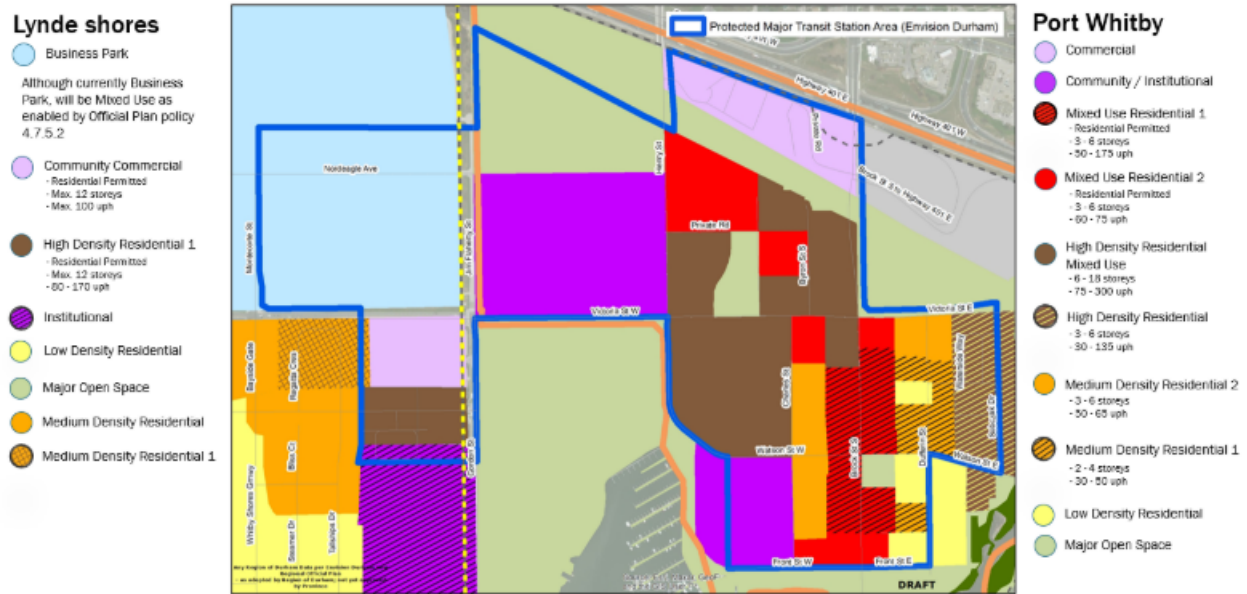 Lynde shores
Business Park
Although currently Business
Park, will be Mixed Use as
enabled by Official Plan policy
4.7.5.2
Community Commercial
- Residential Permitted
- Max. 12 storeys
- Max. 100 uph
High Density Residential 1
- Residential Permitted
- Max. 12 storeys
- 80 - 170 uph
Institutional
Low Density Residential
Major Open Space
Medium Density Residential
Medium Density Residential 1
Protected Major Transit Station Area (Envision Durham)
Highway 401 E
Highway 401 W
Brock St S to Highway 401 E
Henry St
Nordeagle Ave
Montecorte St
Jim Flaherty St
Private Rd
Byron St S
Victoria St W
Victoria St E
Bayside Gate
Regatta Cres
Bliss Ct
Whitby Shores Grnwy
Seamer Dr
Tallships Dr
Gordon St
Charles St
Brock St S
Dufferin St
Watson St W
Watson St E
Front St W
Front St E
DRAFT
Port Whitby
Commercial
Community / Institutional
Mixed Use Residential 1
- Residential Permitted
- 3 - 6 storeys
- 50 - 175 uph
Mixed Use Residential 2
- Residential Permitted
- 3 - 6 storeys
- 60 - 75 uph
High Density Residential
Mixed Use
- 6 - 18 storeys
- 75 - 300 uph
High Density Residential
- 3 - 6 storeys
- 30 - 135 uph
Medium Density Residential 2
- 3 - 6 storeys
- 50 - 65 uph
Medium Density Residential 1
- 2 - 4 storeys
- 30 - 50 uph
Low Density Residential
Major Open Space